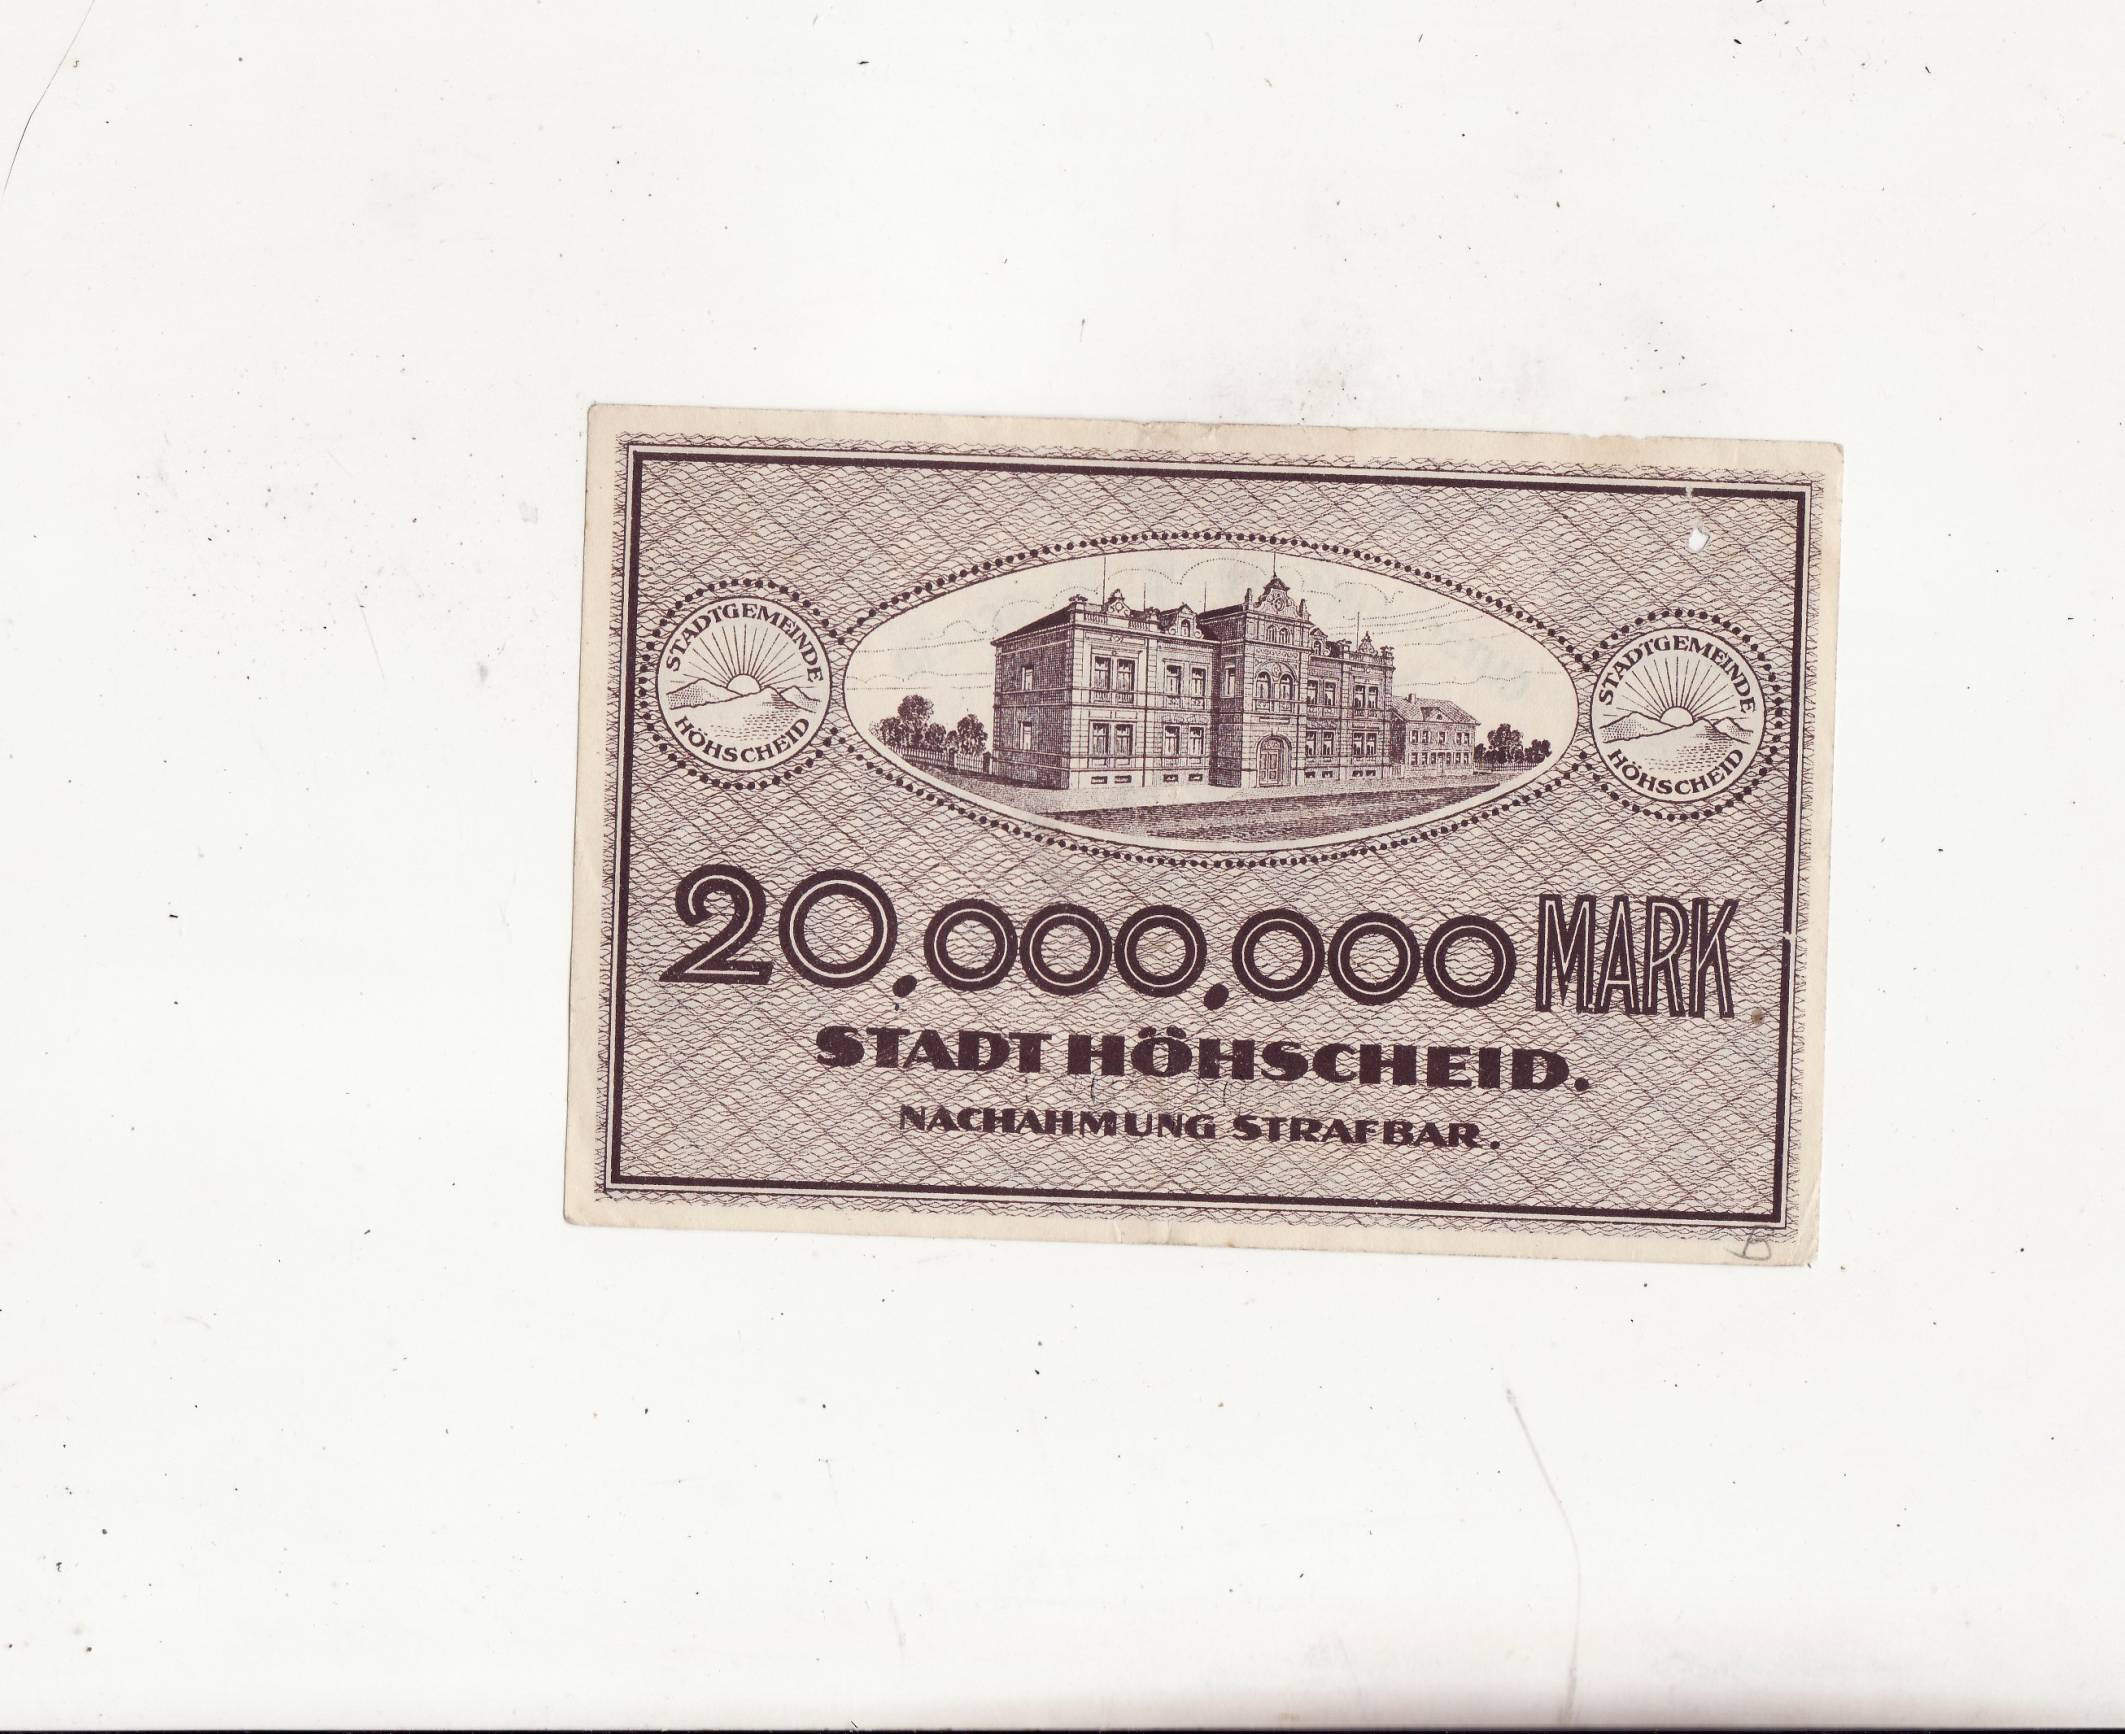 STADTGEMEINDE
HÖHSCHEID
STADTGEMEINDE
HÖHSCHEID
20,000,000 MARK
STADT HÖHSCHEID.
NACHAHMUNG STRAFBAR.
B